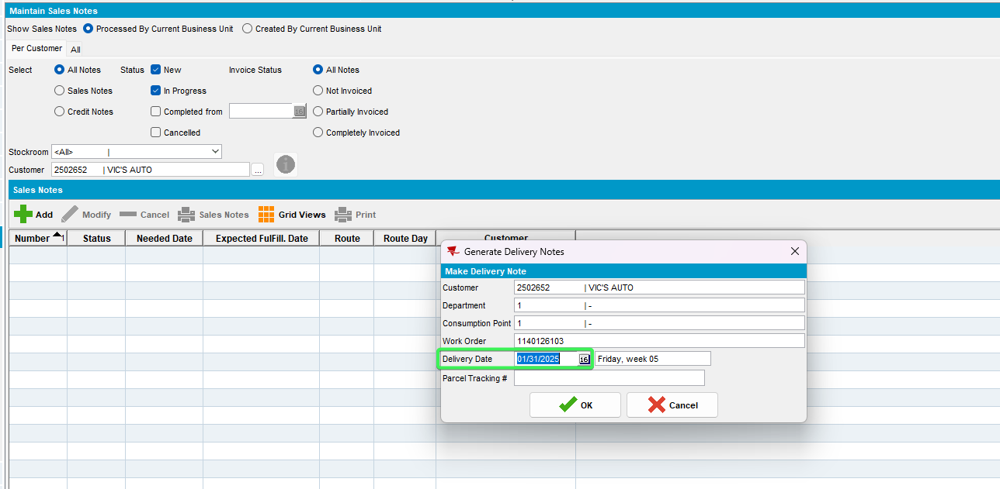 Maintain Sales Notes
Show Sales Notes Processed By Current Business Unit Created By Current Business Unit
Per Customer All
Select All Notes Status New Invoice Status All Notes
Sales Notes In Progress Not Invoiced
Credit Notes Completed from 16 Partially Invoiced
Cancelled Completely Invoiced
Stockroom <All> |
Customer 2502652 | VIC'S AUTO ...
Sales Notes
Add Modify Cancel Sales Notes Grid Views Print
Number 1 Status Needed Date Expected FulFill. Date Route Route Day Customer
Generate Delivery Notes
Make Delivery Note
Customer 2502652 | VIC'S AUTO
Department 1 | -
Consumption Point 1 | -
Work Order 1140126103
Delivery Date 01/31/2025 16 Friday, week 05
Parcel Tracking #
OK Cancel